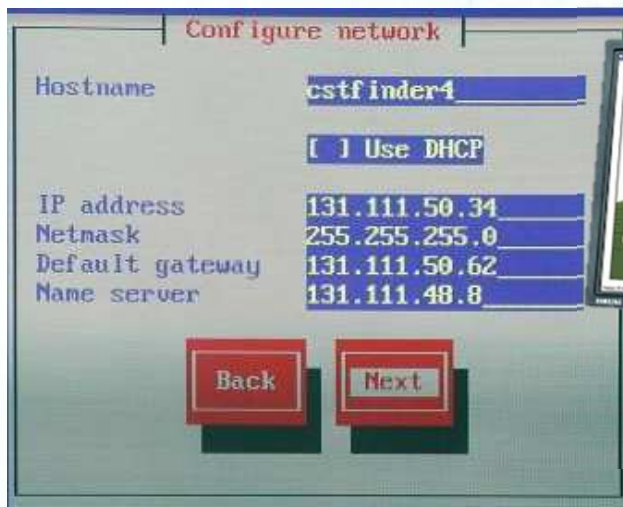 Configure network
Hostname cstfinder4
[ ] Use DHCP
IP address 131.111.50.34
Netmask 255.255.255.0
Default gateway 131.111.50.62
Name server 131.111.48.8
Back Next